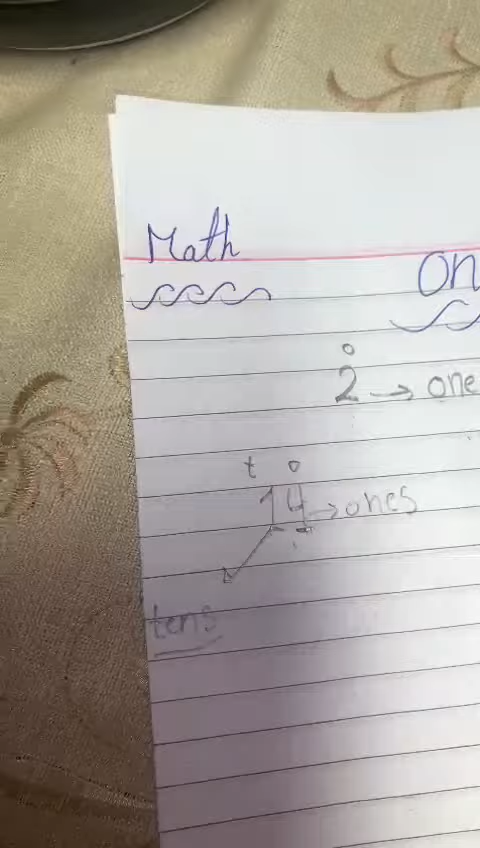 Math
On
o
2 → one
t o
14 → ones
tens